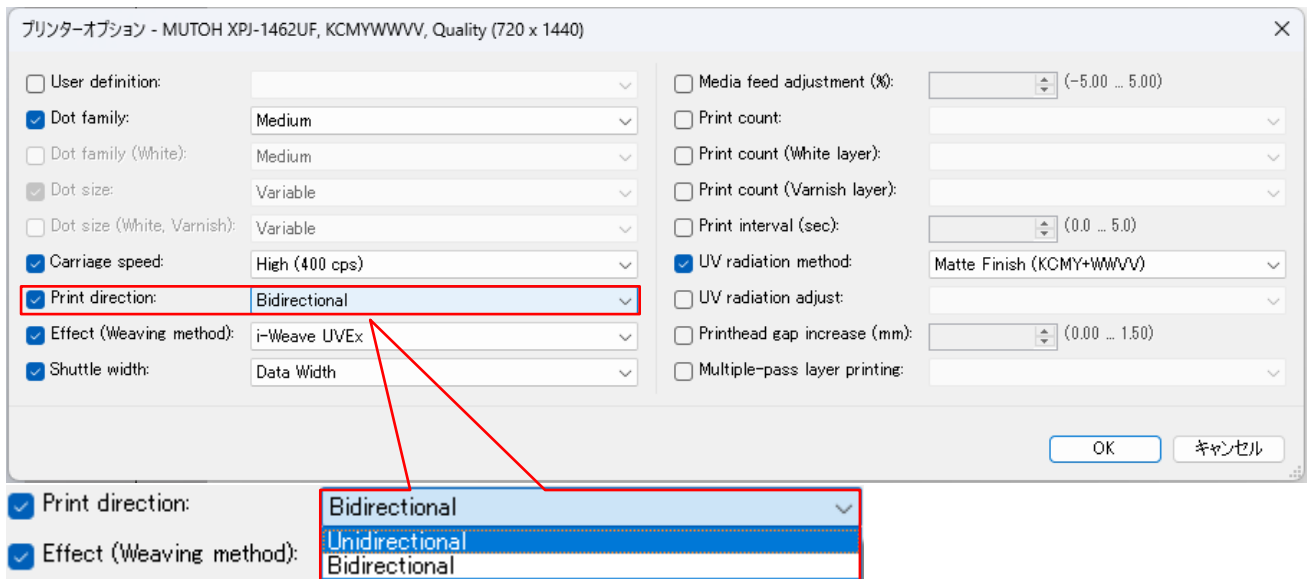 プリンターオプション - MUTOH XPJ-1462UF, KCMYWWVV, Quality (720 x 1440)
User definition:
Dot family: Medium
Dot family (White): Medium
Dot size: Variable
Dot size (White, Varnish): Variable
Carriage speed: High (400 cps)
Print direction: Bidirectional
Effect (Weaving method): i-Weave UVEx
Shuttle width: Data Width
Media feed adjustment (%): (-5.00 ... 5.00)
Print count:
Print count (White layer):
Print count (Varnish layer):
Print interval (sec): (0.0 ... 5.0)
UV radiation method: Matte Finish (KCMY+WWVV)
UV radiation adjust:
Printhead gap increase (mm): (0.00 ... 1.50)
Multiple-pass layer printing:
OK キャンセル
Print direction: Bidirectional
Unidirectional
Effect (Weaving method): Bidirectional